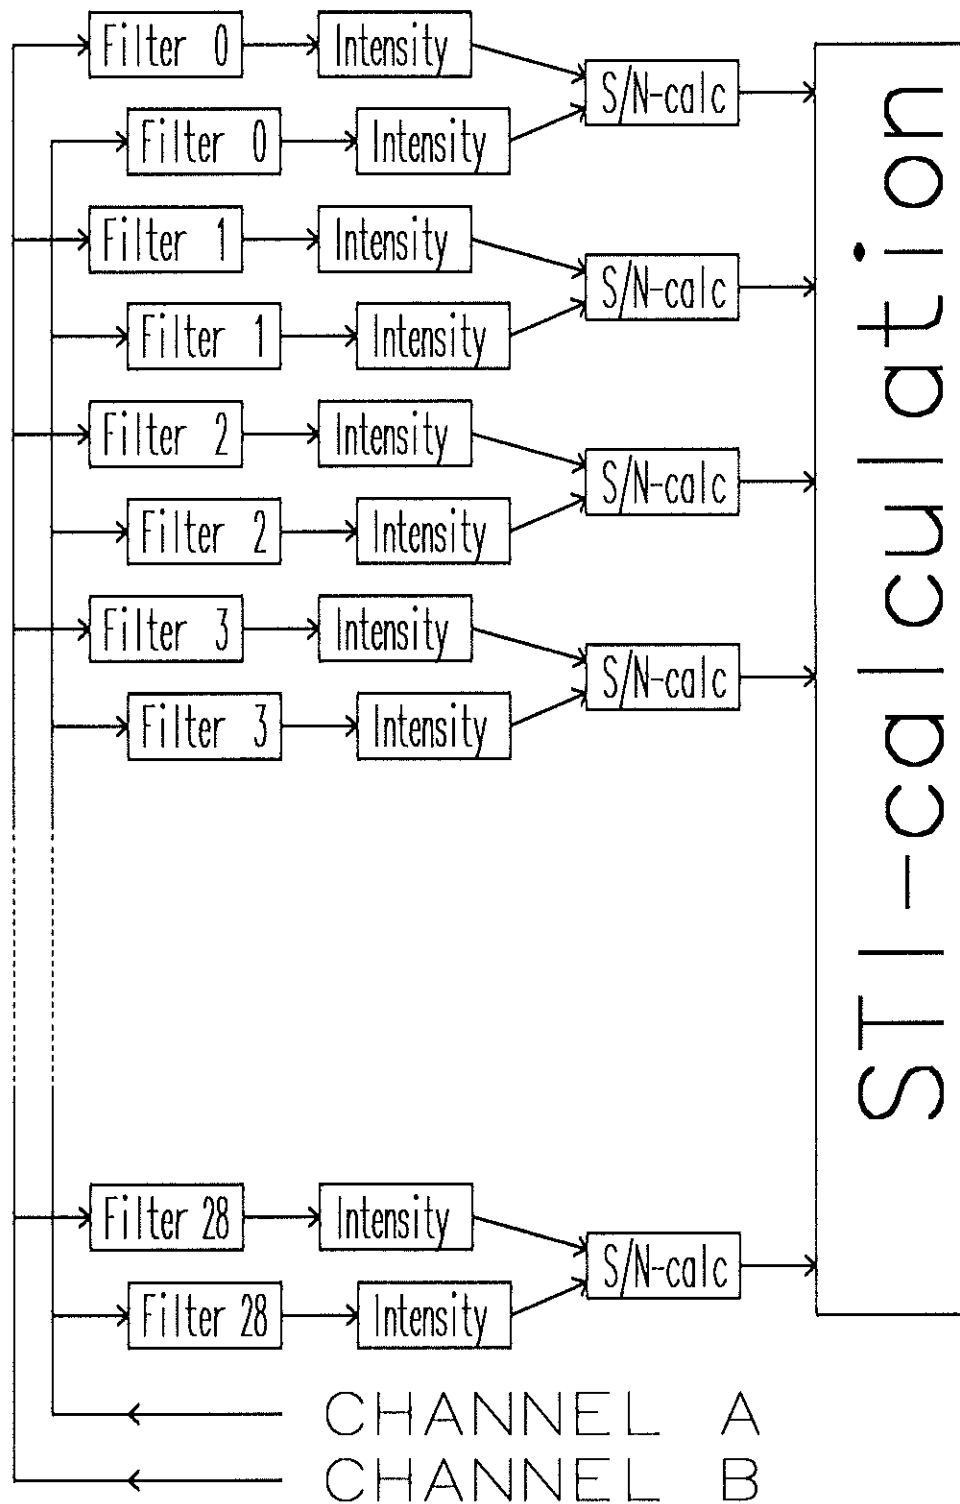 Filter 0
Intensity
S/N-calc
Filter 0
Intensity
Filter 1
Intensity
S/N-calc
Filter 1
Intensity
Filter 2
Intensity
S/N-calc
Filter 2
Intensity
Filter 3
Intensity
S/N-calc
Filter 3
Intensity
Filter 28
Intensity
S/N-calc
Filter 28
Intensity
STI-calculation
CHANNEL A
CHANNEL B